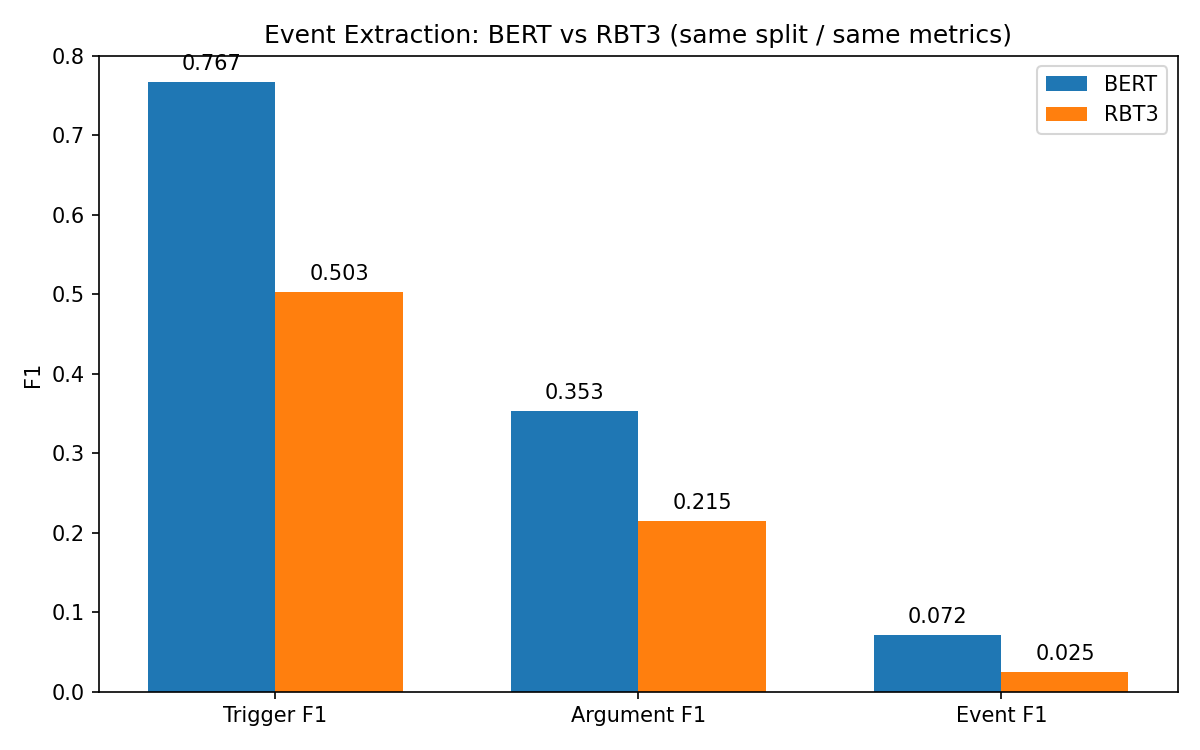 Event Extraction: BERT vs RBT3 (same split / same metrics)
BERT
RBT3
F1
0.8
0.7
0.6
0.5
0.4
0.3
0.2
0.1
0.0
0.767
0.503
0.353
0.215
0.072
0.025
Trigger F1
Argument F1
Event F1